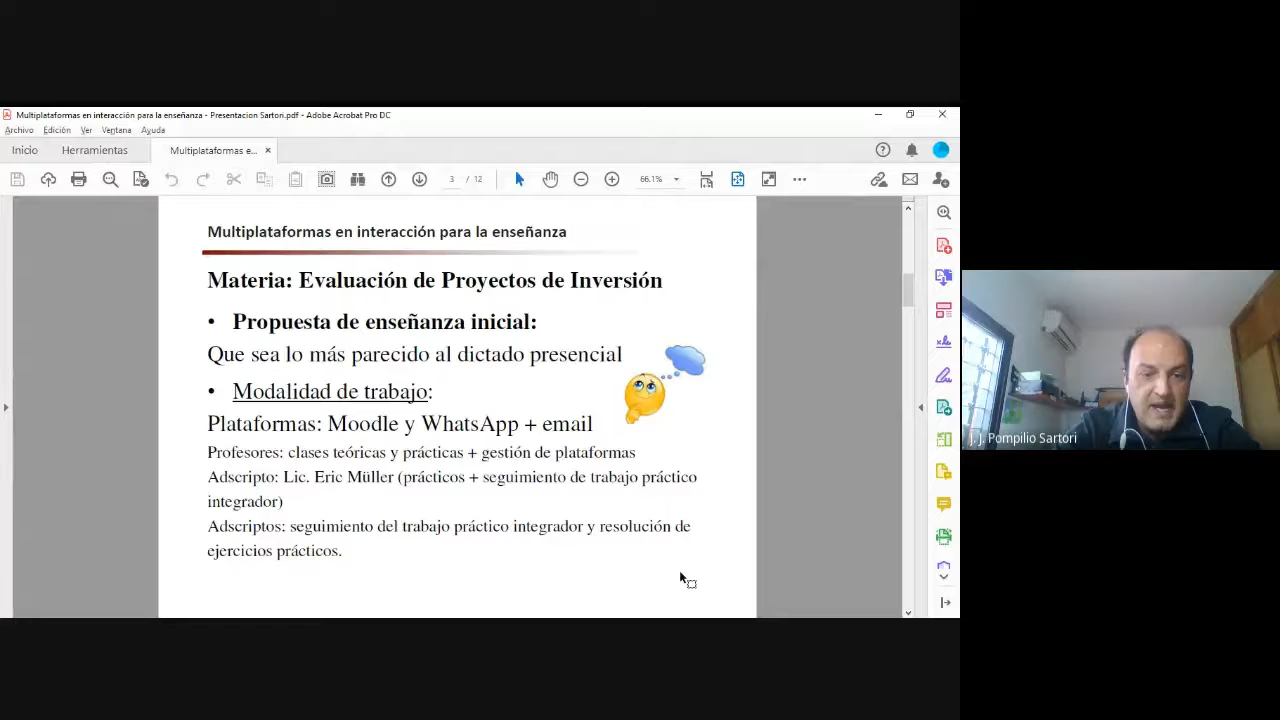 Multiplataformas en interacción para la enseñanza - Presentacion Sartori.pdf - Adobe Acrobat Pro DC
Archivo Edición Ver Ventana Ayuda
Inicio Herramientas Multiplataformas e... ×
3 / 12 66.1%
Multiplataformas en interacción para la enseñanza
Materia: Evaluación de Proyectos de Inversión
• Propuesta de enseñanza inicial:
Que sea lo más parecido al dictado presencial
• Modalidad de trabajo:
Plataformas: Moodle y WhatsApp + email
Profesores: clases teóricas y prácticas + gestión de plataformas
Adscripto: Lic. Eric Müller (prácticos + seguimiento de trabajo práctico
integrador)
Adscriptos: seguimiento del trabajo práctico integrador y resolución de
ejercicios prácticos.
J. J. Pompilio Sartori